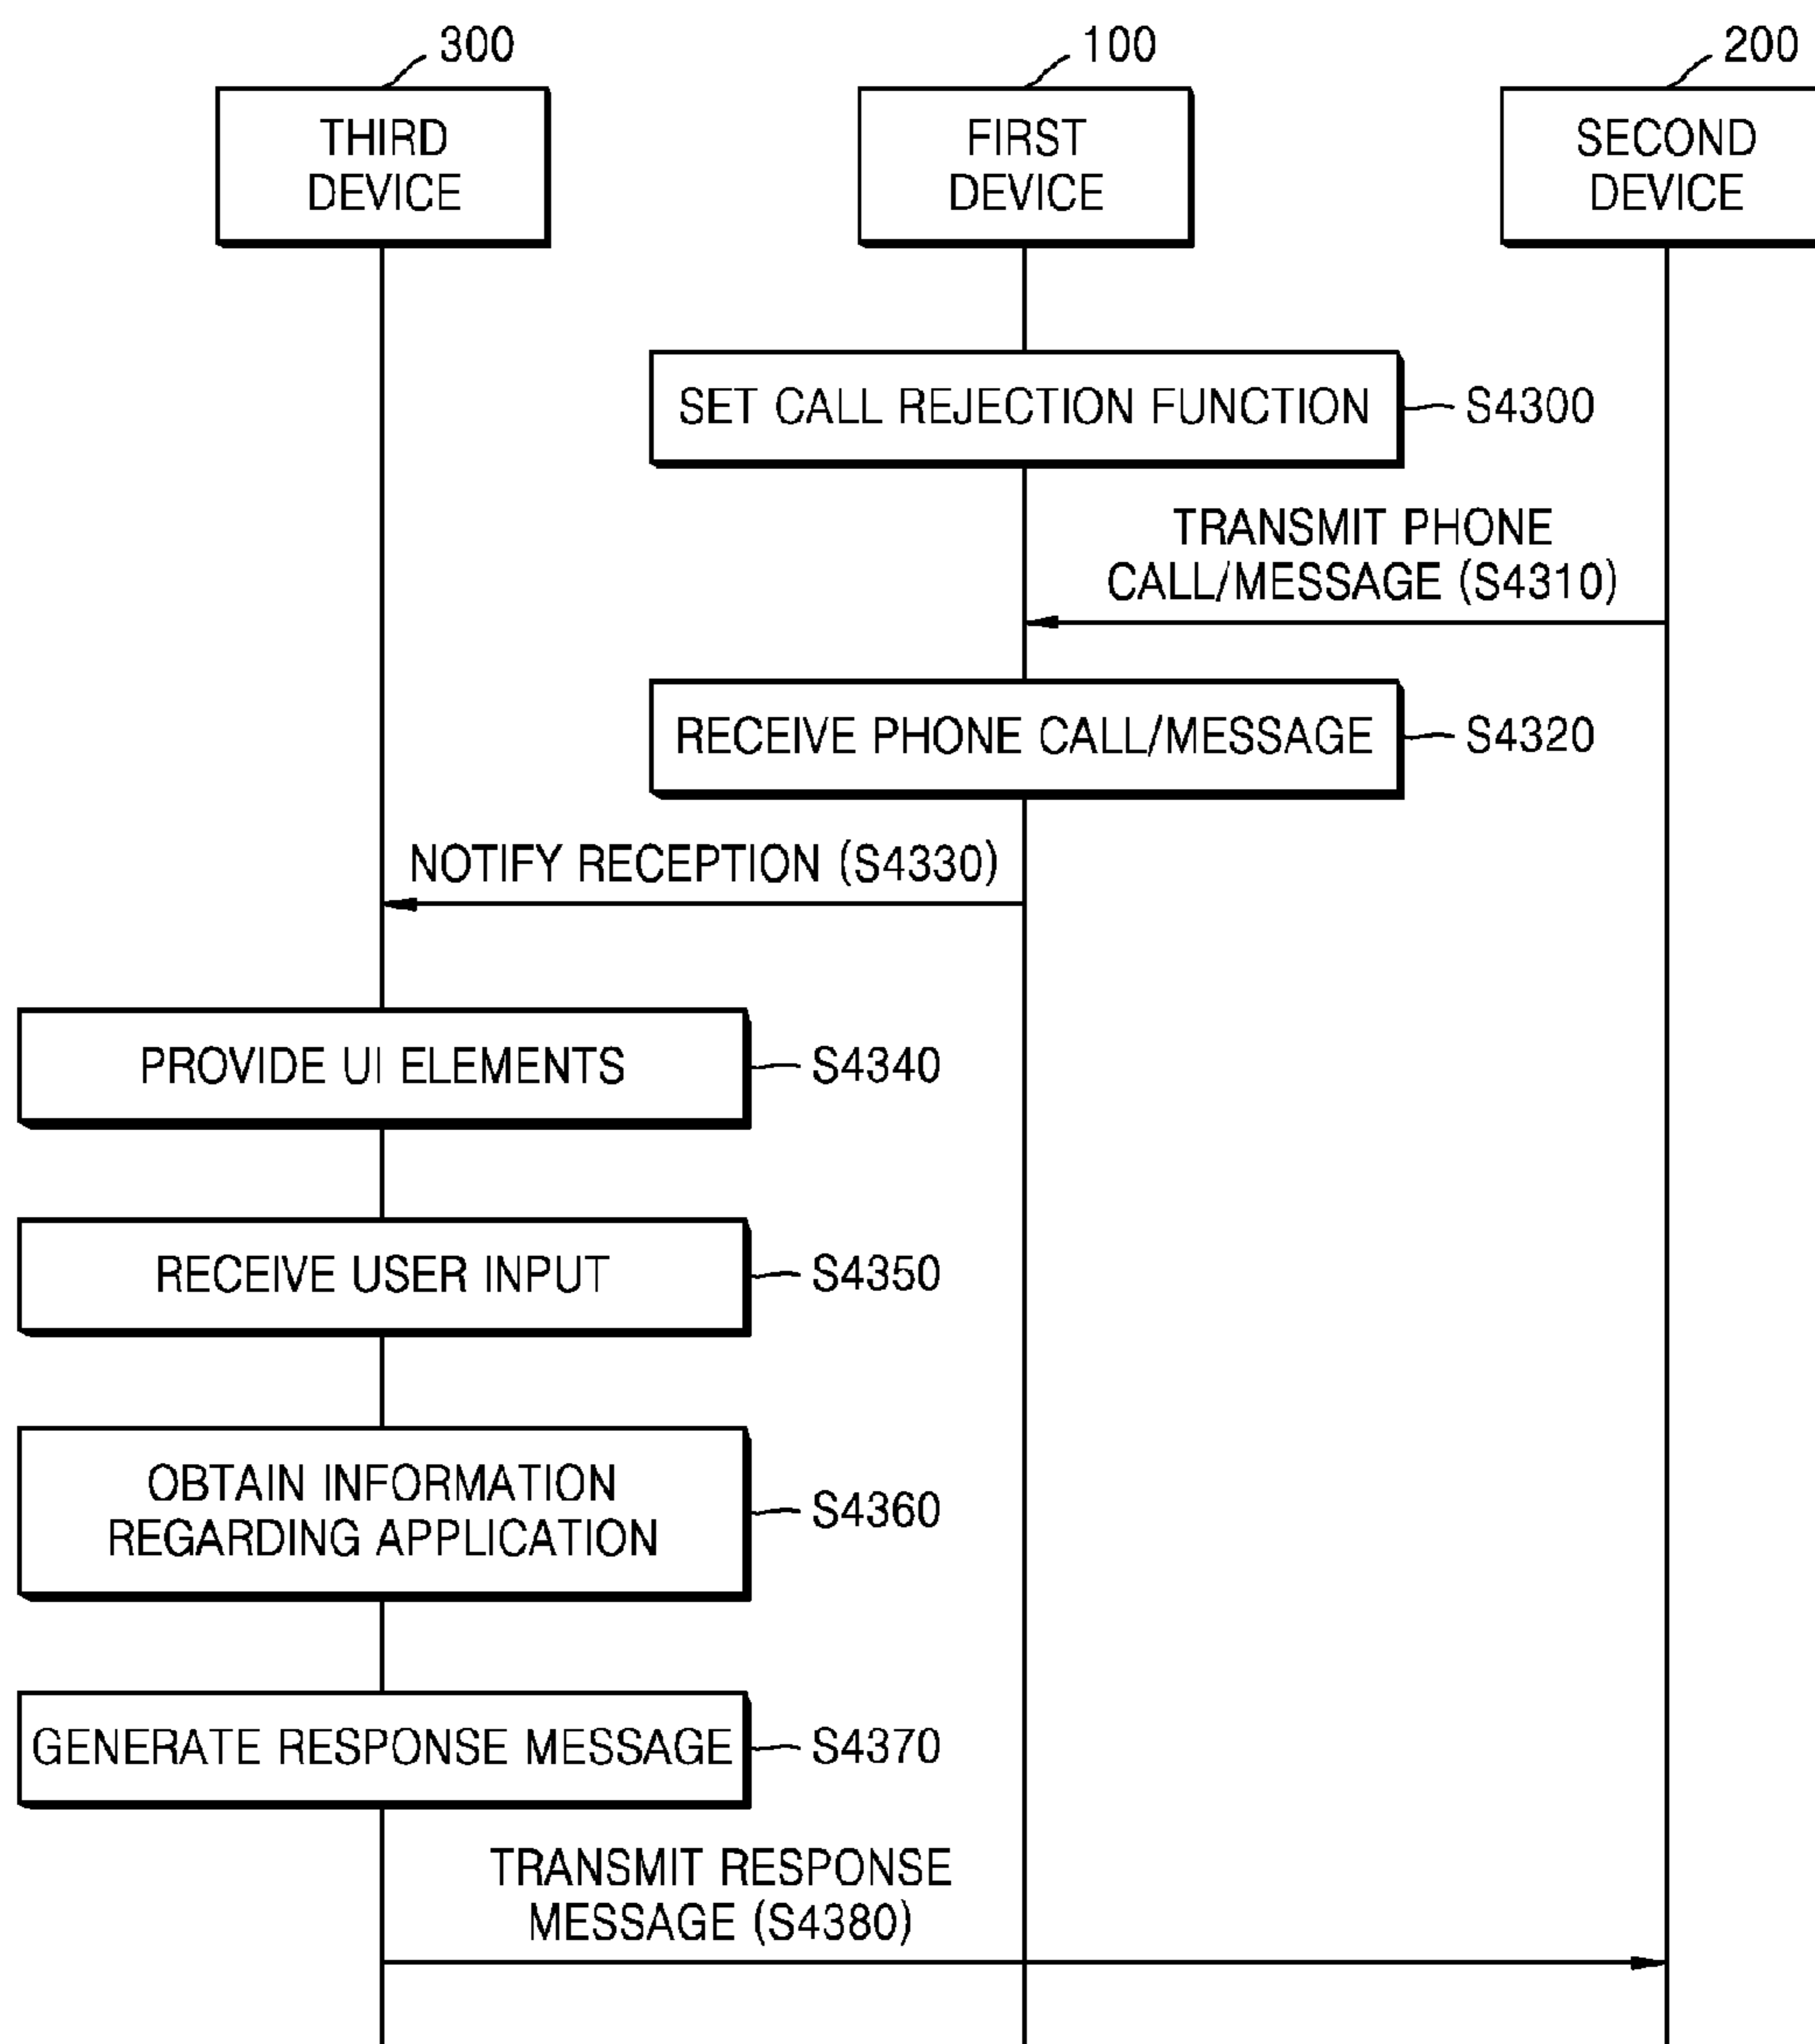 300
100
200
THIRD
DEVICE
FIRST
DEVICE
SECOND
DEVICE
SET CALL REJECTION FUNCTION
S4300
TRANSMIT PHONE
CALL/MESSAGE (S4310)
RECEIVE PHONE CALL/MESSAGE
S4320
NOTIFY RECEPTION (S4330)
PROVIDE UI ELEMENTS
S4340
RECEIVE USER INPUT
S4350
OBTAIN INFORMATION
REGARDING APPLICATION
S4360
GENERATE RESPONSE MESSAGE
S4370
TRANSMIT RESPONSE
MESSAGE (S4380)